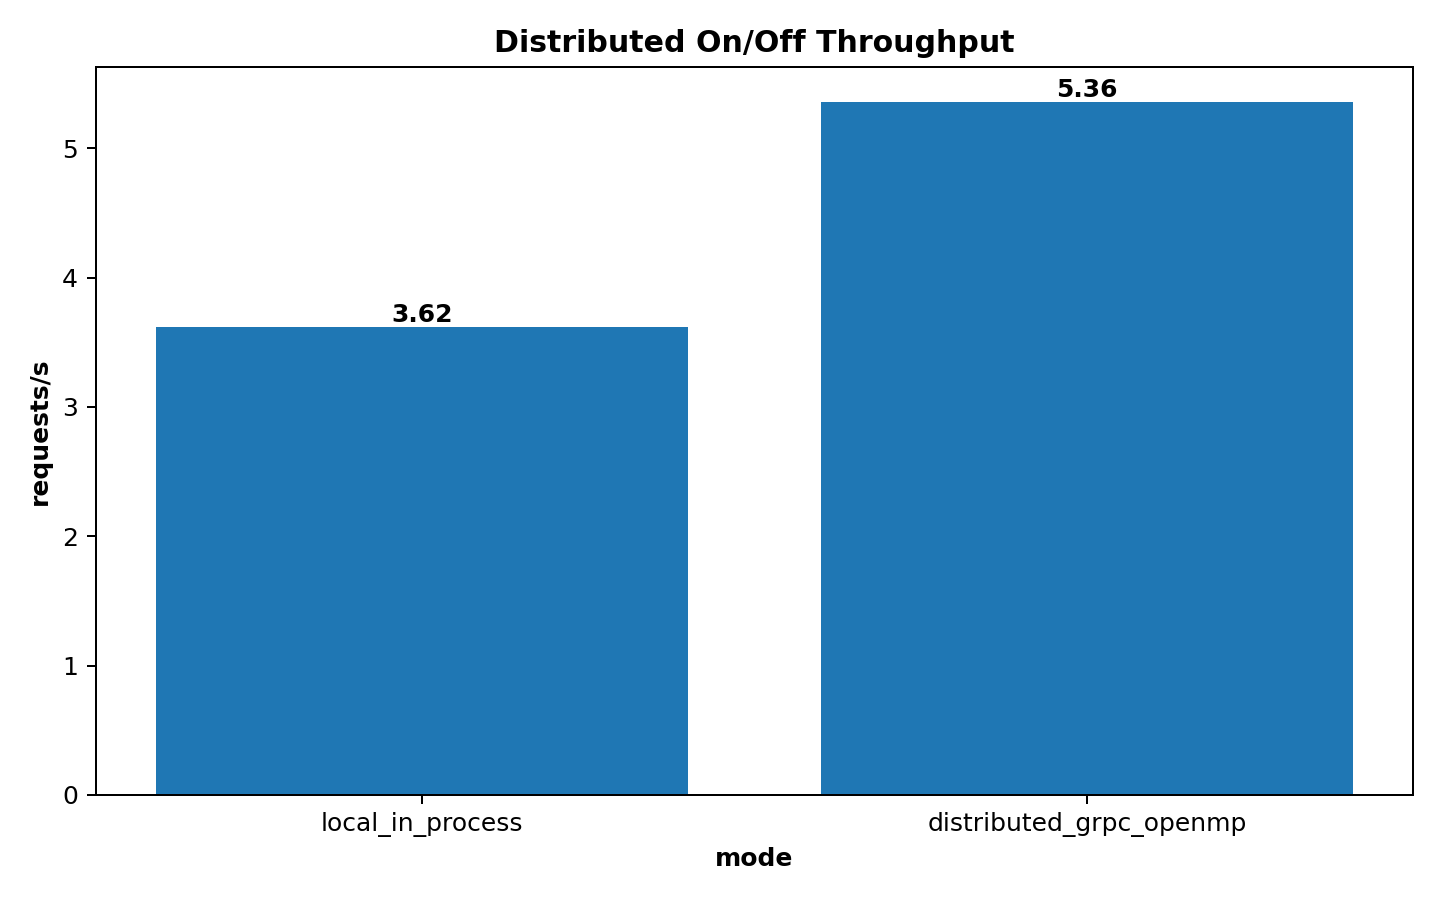 Distributed On/Off Throughput
5.36
5
4
3.62
3
2
1
0
requests/s
local_in_process
distributed_grpc_openmp
mode